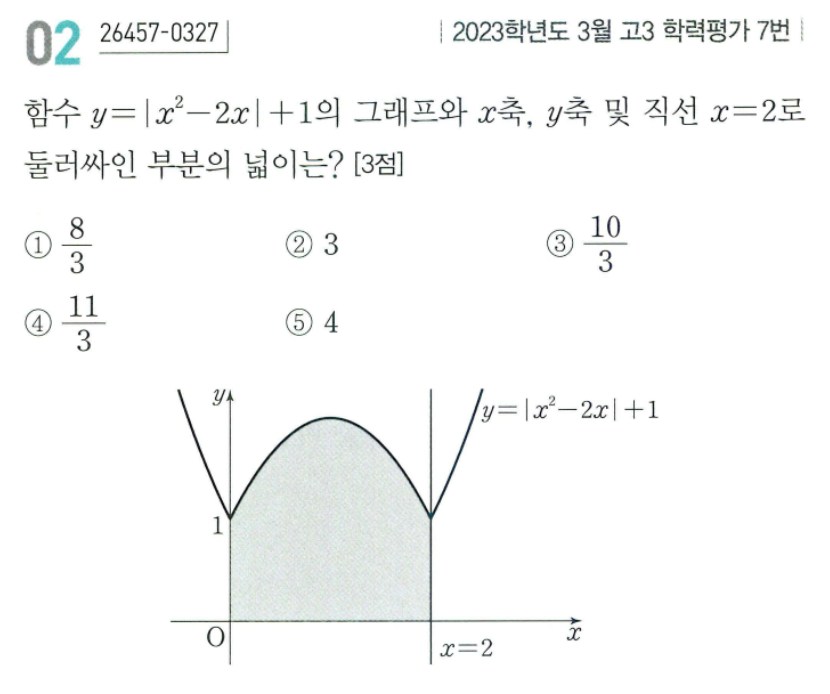 02 26457-0327 | 2023학년도 3월 고3 학력평가 7번 |
함수 y=|x²-2x|+1의 그래프와 x축, y축 및 직선 x=2로
둘러싸인 부분의 넓이는? [3점]
① 8/3 ② 3 ③ 10/3
④ 11/3 ⑤ 4
y
y=|x²-2x|+1
1
O
x
x=2